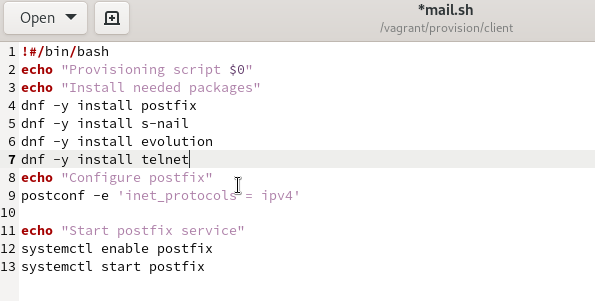 Open
*mail.sh
/vagrant/provision/client
1 !#/bin/bash
2 echo "Provisioning script $0"
3 echo "Install needed packages"
4 dnf -y install postfix
5 dnf -y install s-nail
6 dnf -y install evolution
7 dnf -y install telnet
8 echo "Configure postfix"
9 postconf -e 'inet_protocols = ipv4'
10
11 echo "Start postfix service"
12 systemctl enable postfix
13 systemctl start postfix